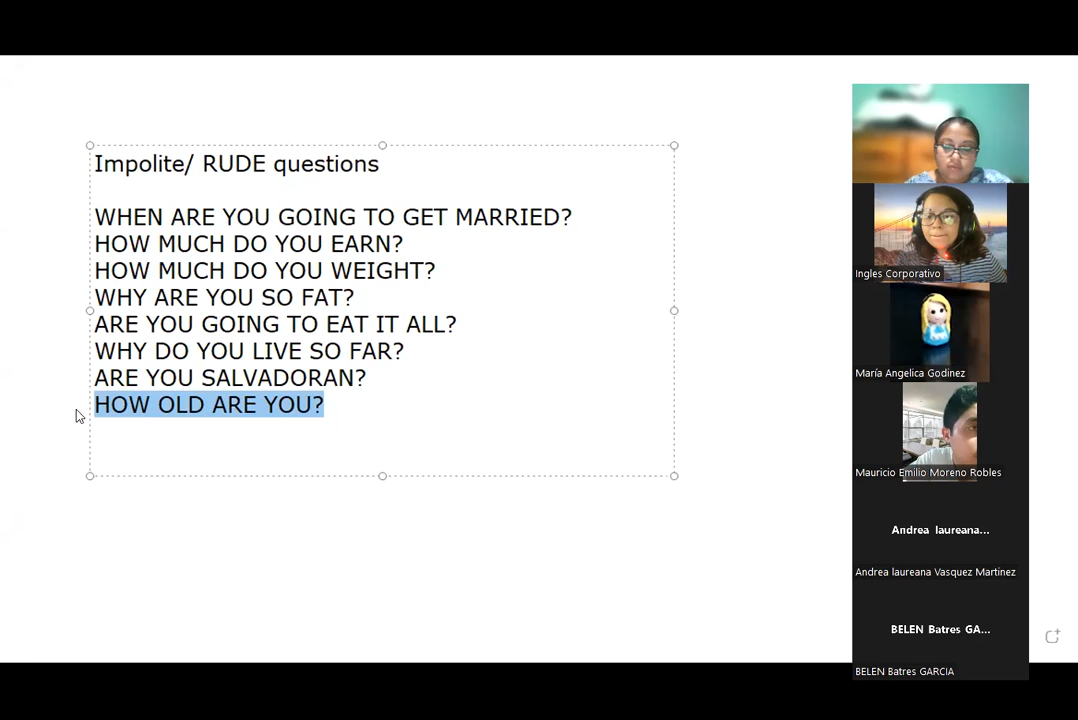 Impolite/ RUDE questions
WHEN ARE YOU GOING TO GET MARRIED?
HOW MUCH DO YOU EARN?
HOW MUCH DO YOU WEIGHT?
WHY ARE YOU SO FAT?
ARE YOU GOING TO EAT IT ALL?
WHY DO YOU LIVE SO FAR?
ARE YOU SALVADORAN?
HOW OLD ARE YOU?
Ingles Corporativo
María Angelica Godinez
Mauricio Emilio Moreno Robles
Andrea laureana...
Andrea laureana Vasquez Martinez
BELEN Batres GA...
BELEN Batres GARCIA